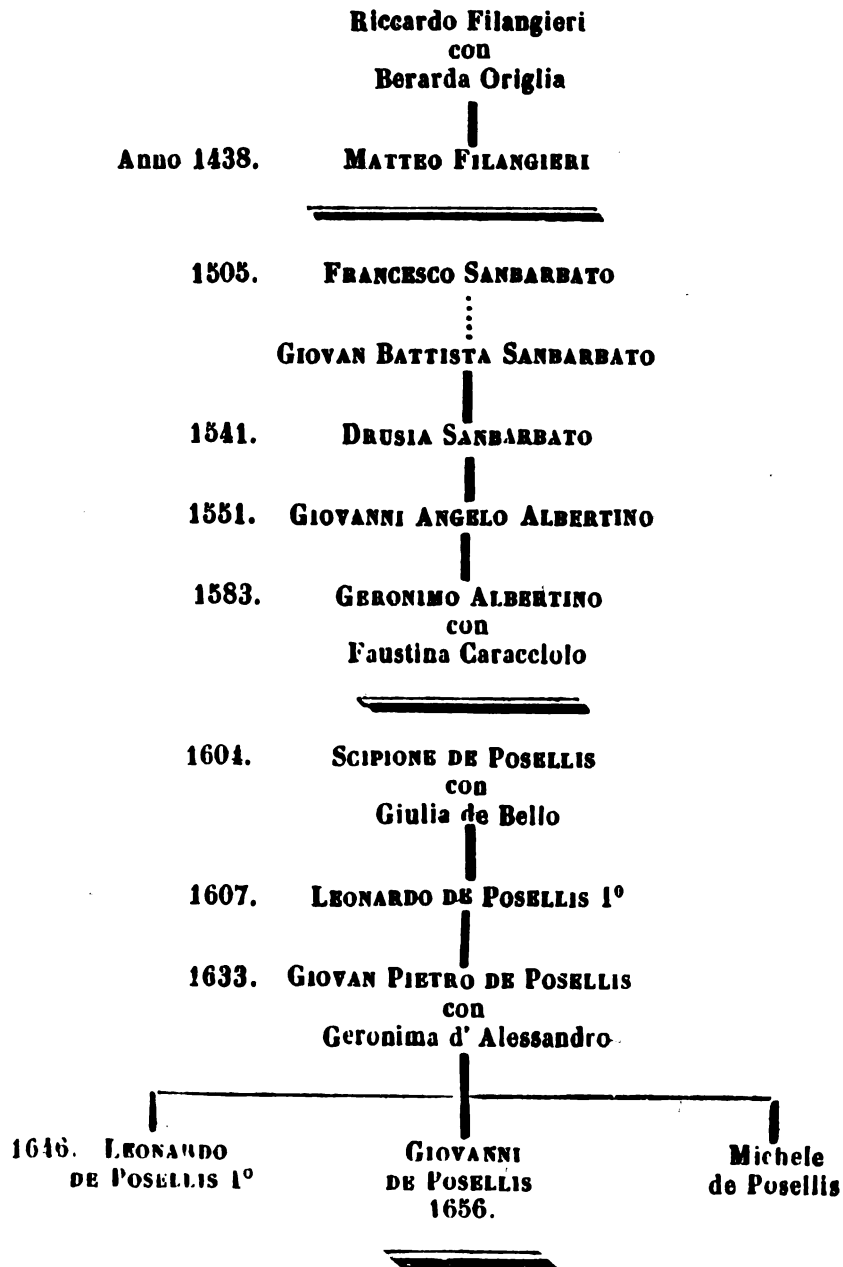 Riccardo Filangieri
con
Berarda Origlia
Anno 1438. MATTEO FILANGIERI
1505. FRANCESCO SANBARBATO
GIOVAN BATTISTA SANBARBATO
1541. DRUSIA SANBARBATO
1551. GIOVANNI ANGELO ALBERTINO
1583. GERONIMO ALBERTINO
con
Faustina Caracciolo
1604. SCIPIONE DE POSELLIS
con
Giulia de Bello
1607. LEONARDO DE POSELLIS 1º
1633. GIOVAN PIETRO DE POSELLIS
con
Geronima d' Alessandro
1646. LEONARDO
DE POSELLIS 1º
GIOVANNI
DE POSELLIS
1656.
Michele
de Posellis